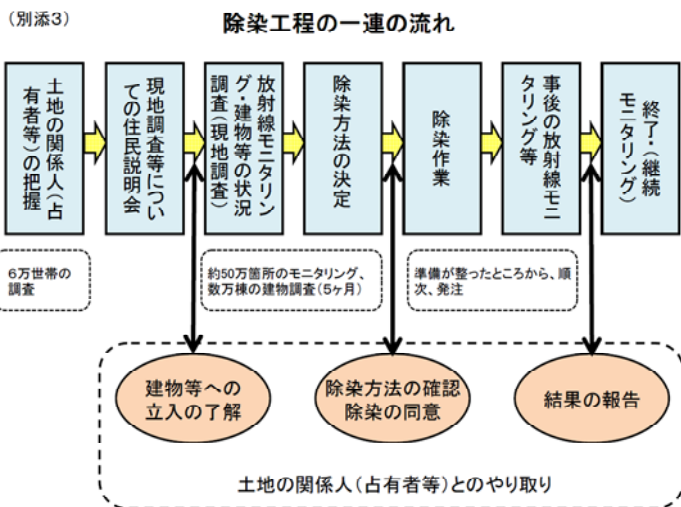 (別添3)
除染工程の一連の流れ
土地の関係人(占
有者等)の把握
現地調査等につい
ての住民説明会
放射線モニタリン
グ・建物等の状況
調査(現地調査)
除染方法の決定
除染作業
事後の放射線モニ
タリング等
終了・(継続
モニタリング)
6万世帯の
調査
約50万箇所のモニタリング、
数万棟の建物調査(5ヶ月)
準備が整ったところから、順
次、発注
建物等への
立入の了解
除染方法の確認
除染の同意
結果の報告
土地の関係人(占有者等)とのやり取り